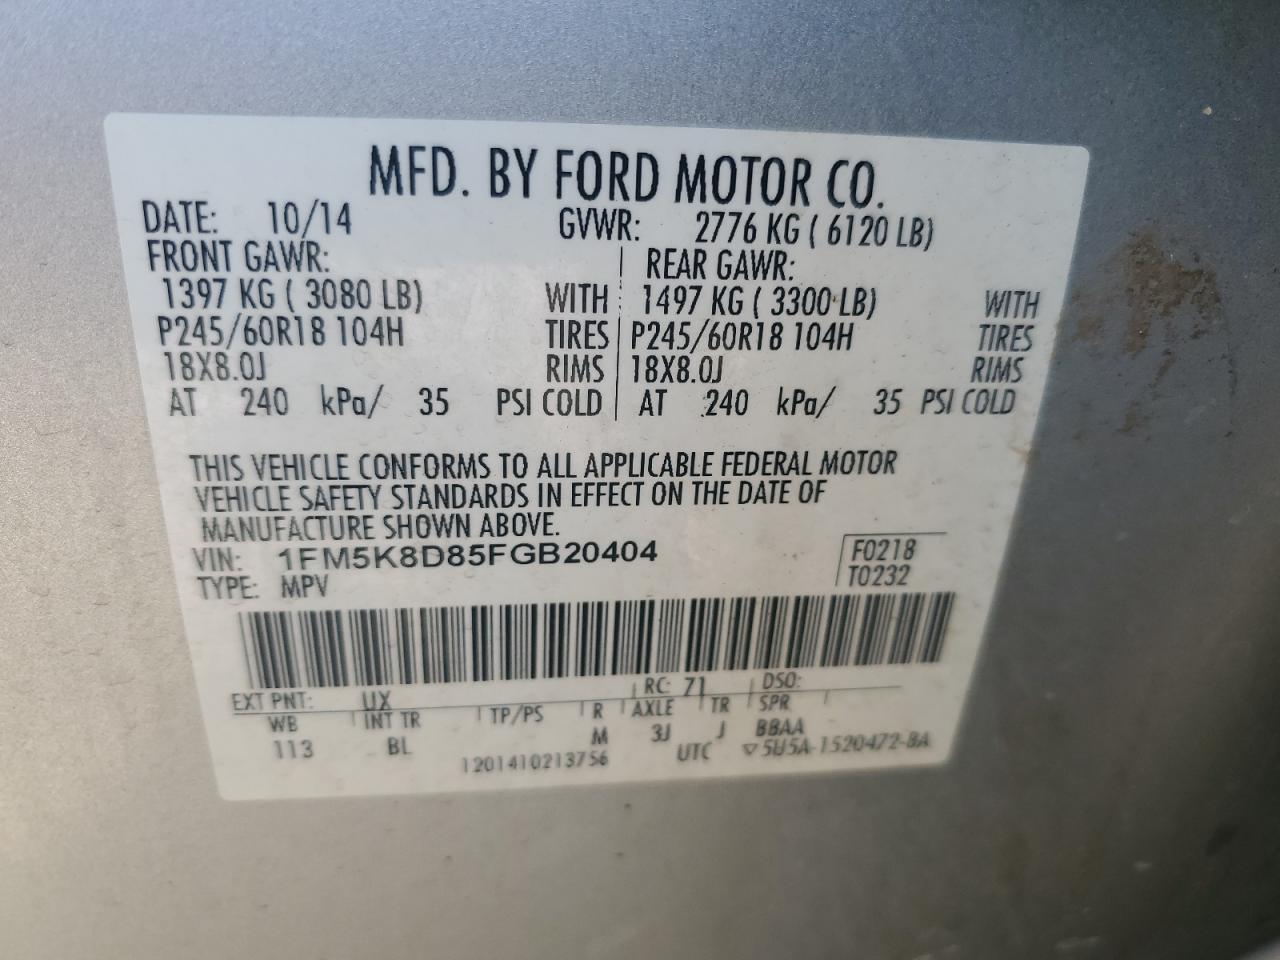 MFD. BY FORD MOTOR CO.
DATE: 10/14 GVWR: 2776 KG ( 6120 LB)
FRONT GAWR: REAR GAWR:
1397 KG ( 3080 LB) WITH 1497 KG ( 3300 LB) WITH
P245/60R18 104H TIRES P245/60R18 104H TIRES
18X8.0J RIMS 18X8.0J RIMS
AT 240 kPa/ 35 PSI COLD AT 240 kPa/ 35 PSI COLD
THIS VEHICLE CONFORMS TO ALL APPLICABLE FEDERAL MOTOR
VEHICLE SAFETY STANDARDS IN EFFECT ON THE DATE OF
MANUFACTURE SHOWN ABOVE.
VIN: 1FM5K8D85FGB20404 F0218
TYPE: MPV T0232
EXT PNT: UX RC: 71 DSO:
WB INT TR TP/PS R AXLE TR SPR
113 BL M 3J J BBAA
1201410213756 UTC ▽5U5A-1520472-BA